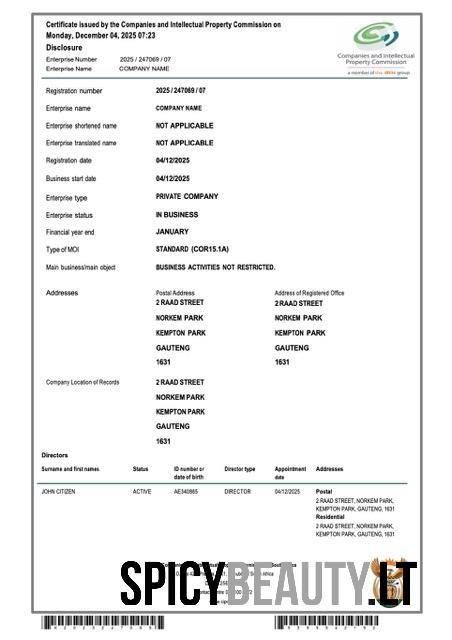 Certificate issued by the Companies and Intellectual Property Commission on
Monday, December 04, 2025 07:23
Disclosure
Enterprise Number 2025 / 247069 / 07
Enterprise Name COMPANY NAME
Companies and Intellectual
Property Commission
a member of the dtic group
Registration number 2025 / 247069 / 07
Enterprise name COMPANY NAME
Enterprise shortened name NOT APPLICABLE
Enterprise translated name NOT APPLICABLE
Registration date 04/12/2025
Business start date 04/12/2025
Enterprise type PRIVATE COMPANY
Enterprise status IN BUSINESS
Financial year end JANUARY
Type of MOI STANDARD (COR15.1A)
Main business/main object BUSINESS ACTIVITIES NOT RESTRICTED.
Addresses Postal Address Address of Registered Office
2 RAAD STREET 2 RAAD STREET
NORKEM PARK NORKEM PARK
KEMPTON PARK KEMPTON PARK
GAUTENG GAUTENG
1631 1631
Company Location of Records 2 RAAD STREET
NORKEM PARK
KEMPTON PARK
GAUTENG
1631
Directors
Surname and first names Status ID number or date of birth Director type Appointment date Addresses
JOHN CITIZEN ACTIVE AE340865 DIRECTOR 04/12/2025 Postal
2 RAAD STREET, NORKEM PARK,
KEMPTON PARK, GAUTENG, 1631
Residential
2 RAAD STREET, NORKEM PARK,
KEMPTON PARK, GAUTENG, 1631
SPICYBEAUTY.LT